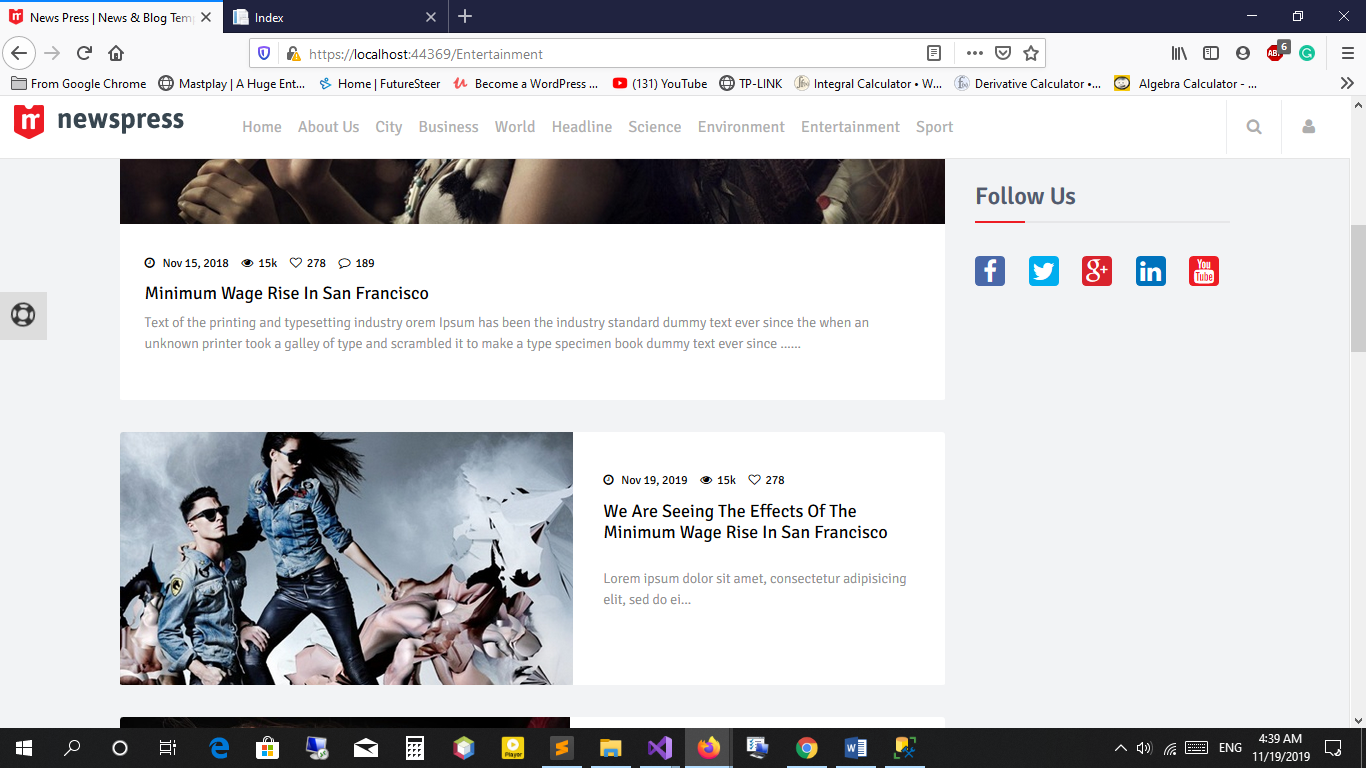 News Press | News & Blog Temp
Index
https://localhost:44369/Entertainment
6
From Google Chrome
Mastplay | A Huge Ent...
Home | FutureSteer
Become a WordPress ...
(131) YouTube
TP-LINK
Integral Calculator • W...
Derivative Calculator •...
Algebra Calculator - ...
newspress
Home About Us City Business World Headline Science Environment Entertainment Sport
Follow Us
Nov 15, 2018 15k 278 189
Minimum Wage Rise In San Francisco
Text of the printing and typesetting industry orem Ipsum has been the industry standard dummy text ever since the when an
unknown printer took a galley of type and scrambled it to make a type specimen book dummy text ever since ......
You
Tube
Nov 19, 2019 15k 278
We Are Seeing The Effects Of The
Minimum Wage Rise In San Francisco
Lorem ipsum dolor sit amet, consectetur adipisicing
elit, sed do ei...
Player
ENG
4:39 AM
11/19/2019